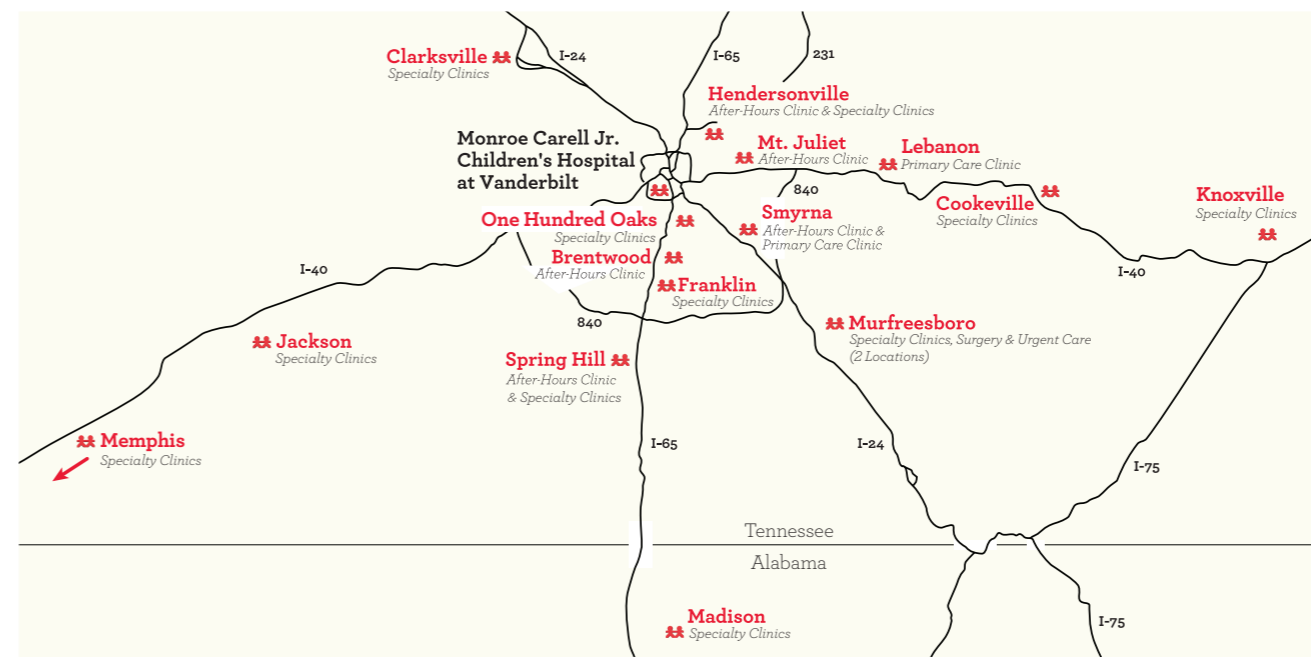 Clarksville
Specialty Clinics
I-24
I-65
231
Hendersonville
After-Hours Clinic & Specialty Clinics
Monroe Carell Jr.
Children's Hospital
at Vanderbilt
Mt. Juliet
After-Hours Clinic
Lebanon
Primary Care Clinic
840
Cookeville
Specialty Clinics
Knoxville
Specialty Clinics
One Hundred Oaks
Specialty Clinics
Smyrna
After-Hours Clinic &
Primary Care Clinic
Brentwood
After-Hours Clinic
I-40
I-40
Franklin
Specialty Clinics
840
Murfreesboro
Specialty Clinics, Surgery & Urgent Care
(2 Locations)
Jackson
Specialty Clinics
Spring Hill
After-Hours Clinic
& Specialty Clinics
Memphis
Specialty Clinics
I-65
I-24
I-75
Tennessee
Alabama
Madison
Specialty Clinics
I-75